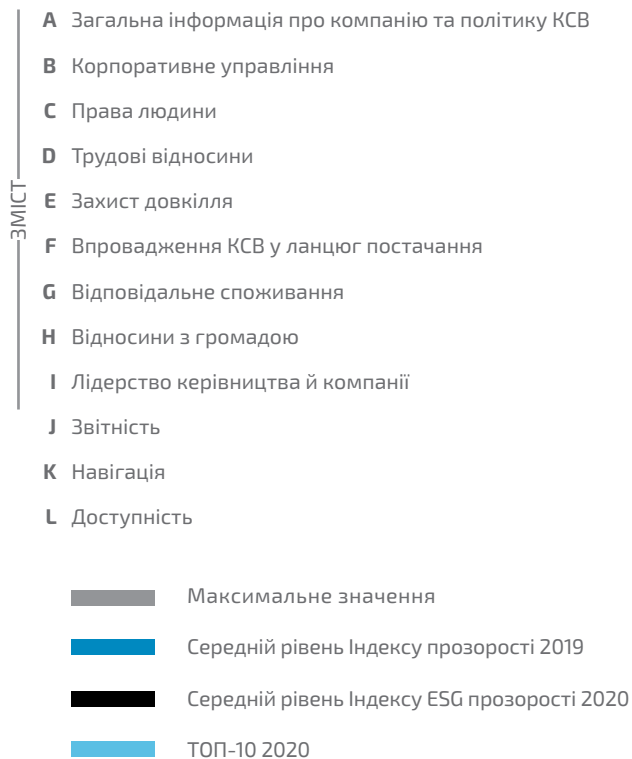 A Загальна інформація про компанію та політику КСВ
B Корпоративне управління
C Права людини
D Трудові відносини
E Захист довкілля
F Впровадження КСВ у ланцюг постачання
G Відповідальне споживання
H Відносини з громадою
I Лідерство керівництва й компанії
J Звітність
K Навігація
L Доступність
ЗМІСТ
Максимальне значення
Середній рівень Індексу прозорості 2019
Середній рівень Індексу ESG прозорості 2020
ТОП-10 2020